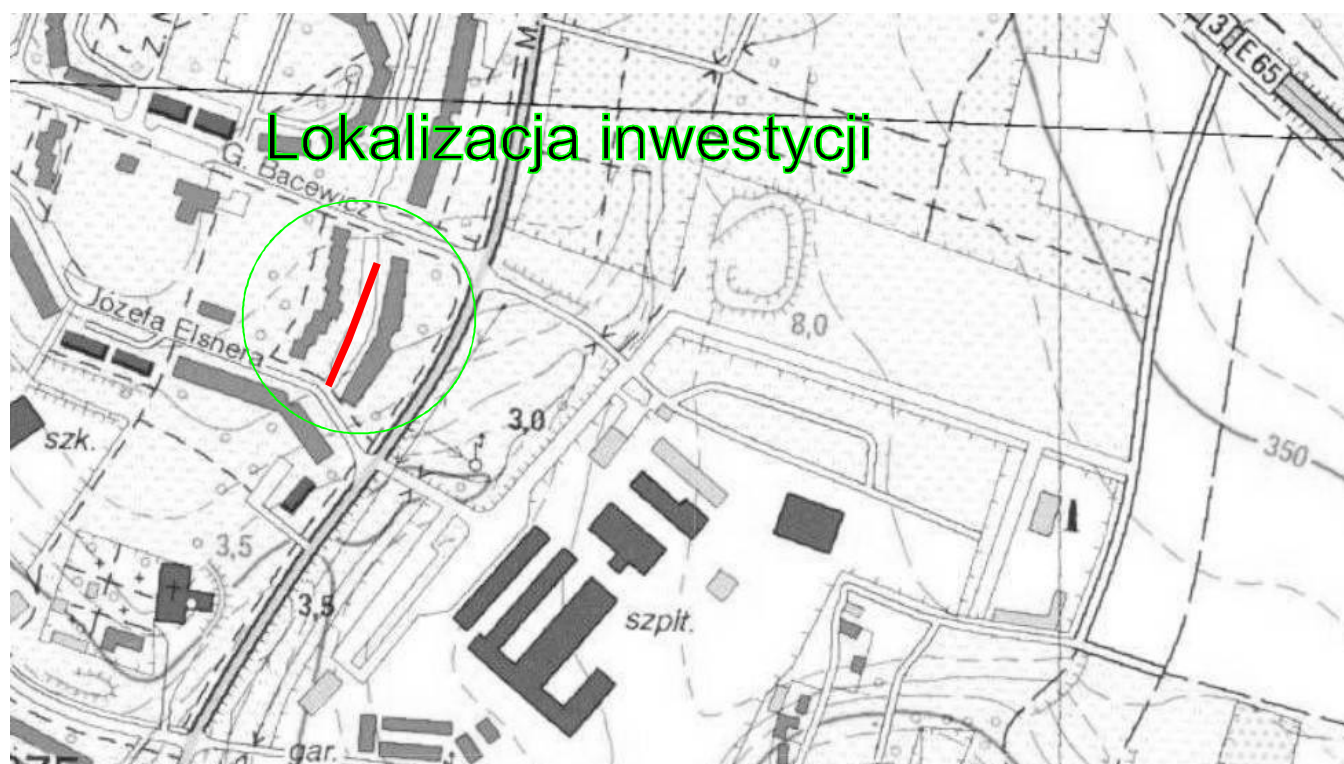 M.
3
E 65
Lokalizacja inwestycji
G. Bacewicz
8,0
Józefa Elsnera
szk.
3,0
350
3,5
3,5
szpit.
gar.